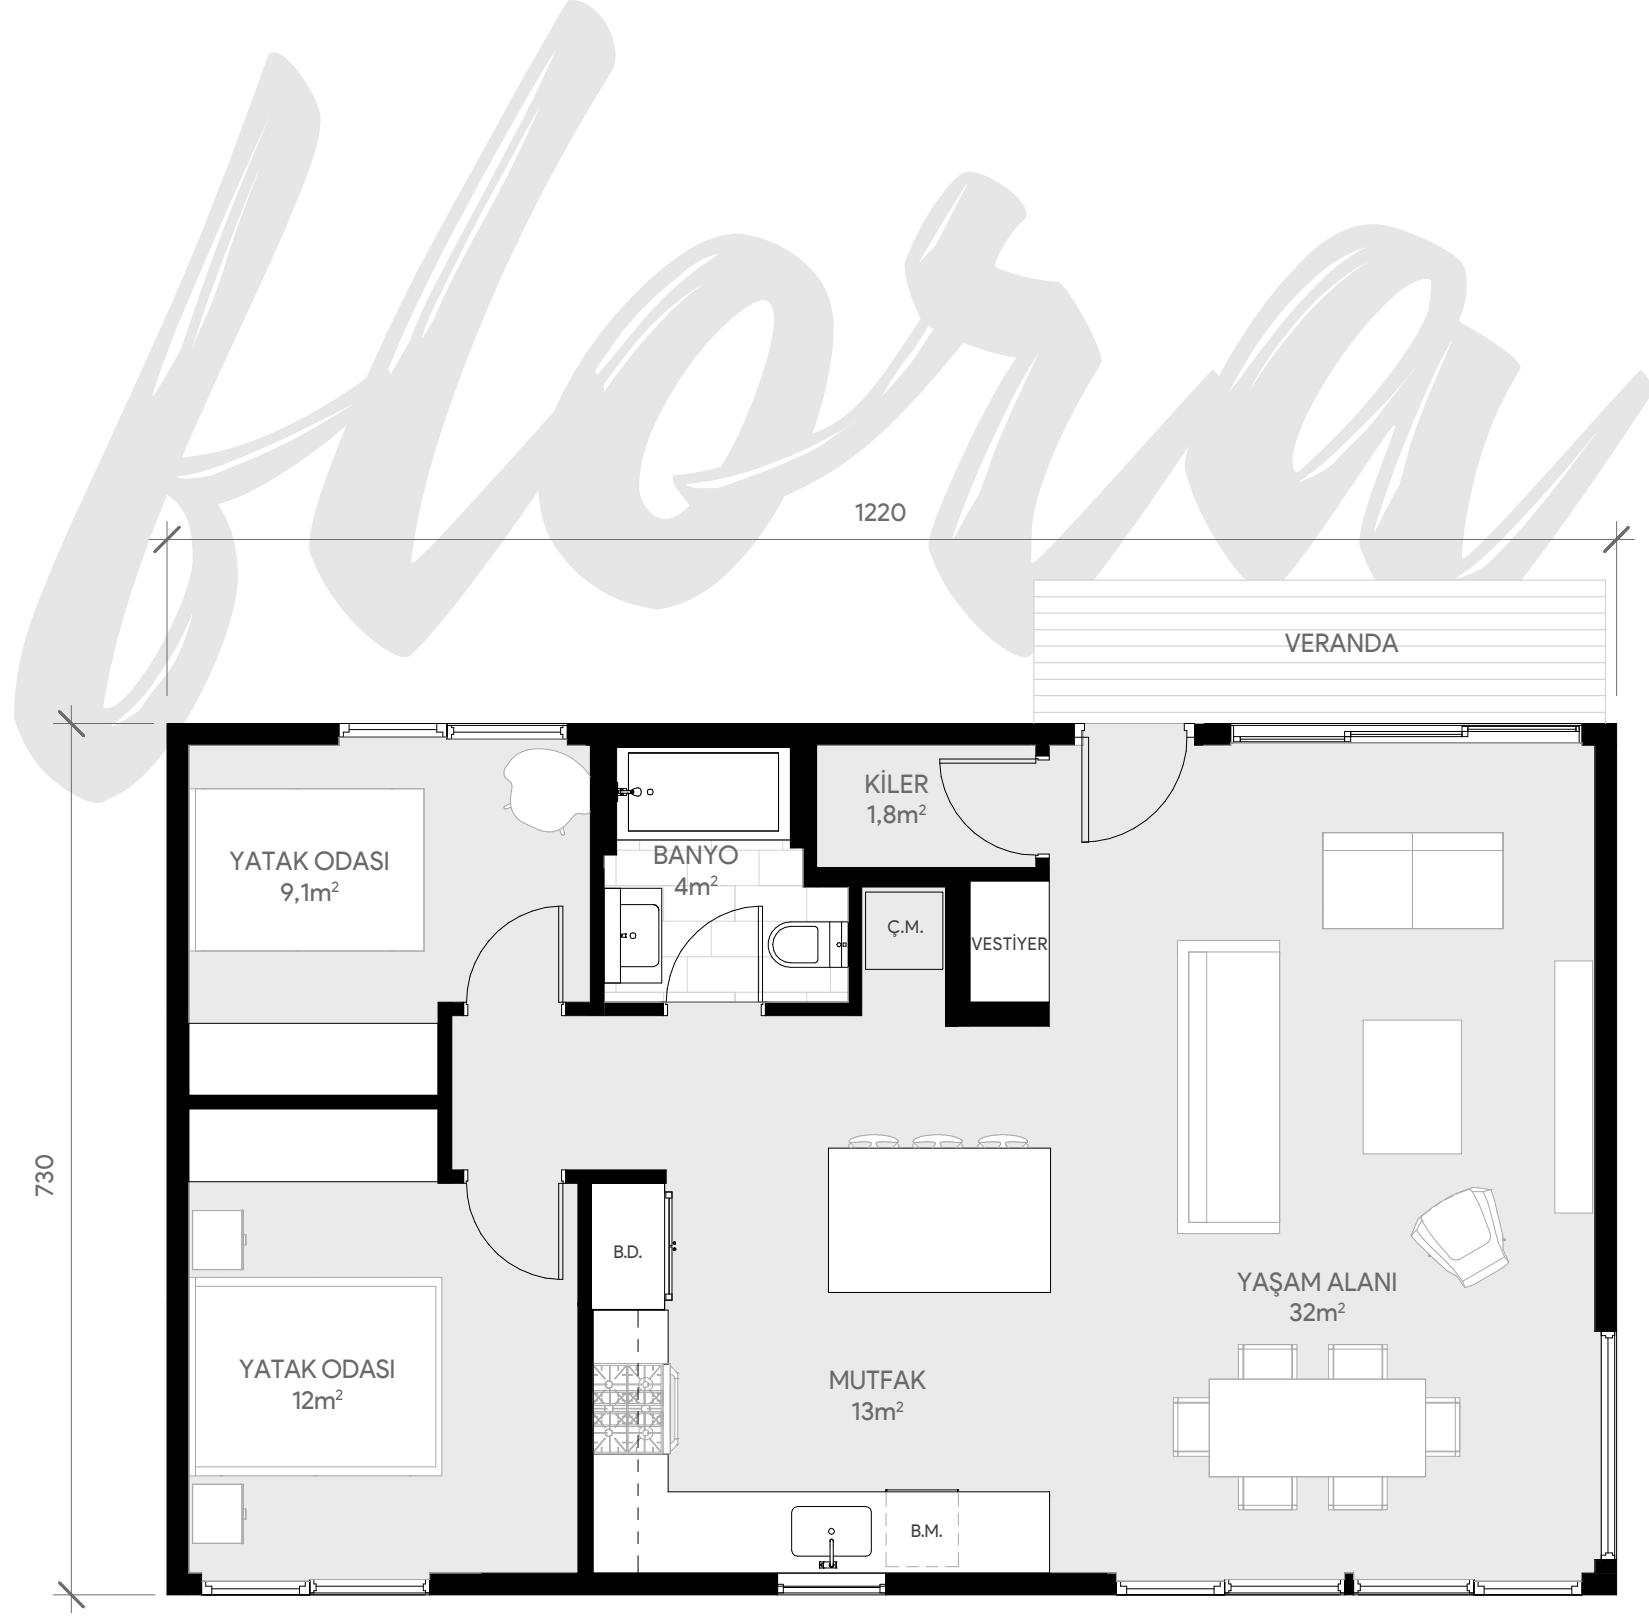 flora
1220
VERANDA
730
KİLER
1,8m²
YATAK ODASI
9,1m²
BANYO
4m²
Ç.M.
VESTİYER
B.D.
YAŞAM ALANI
32m²
YATAK ODASI
12m²
MUTFAK
13m²
B.M.